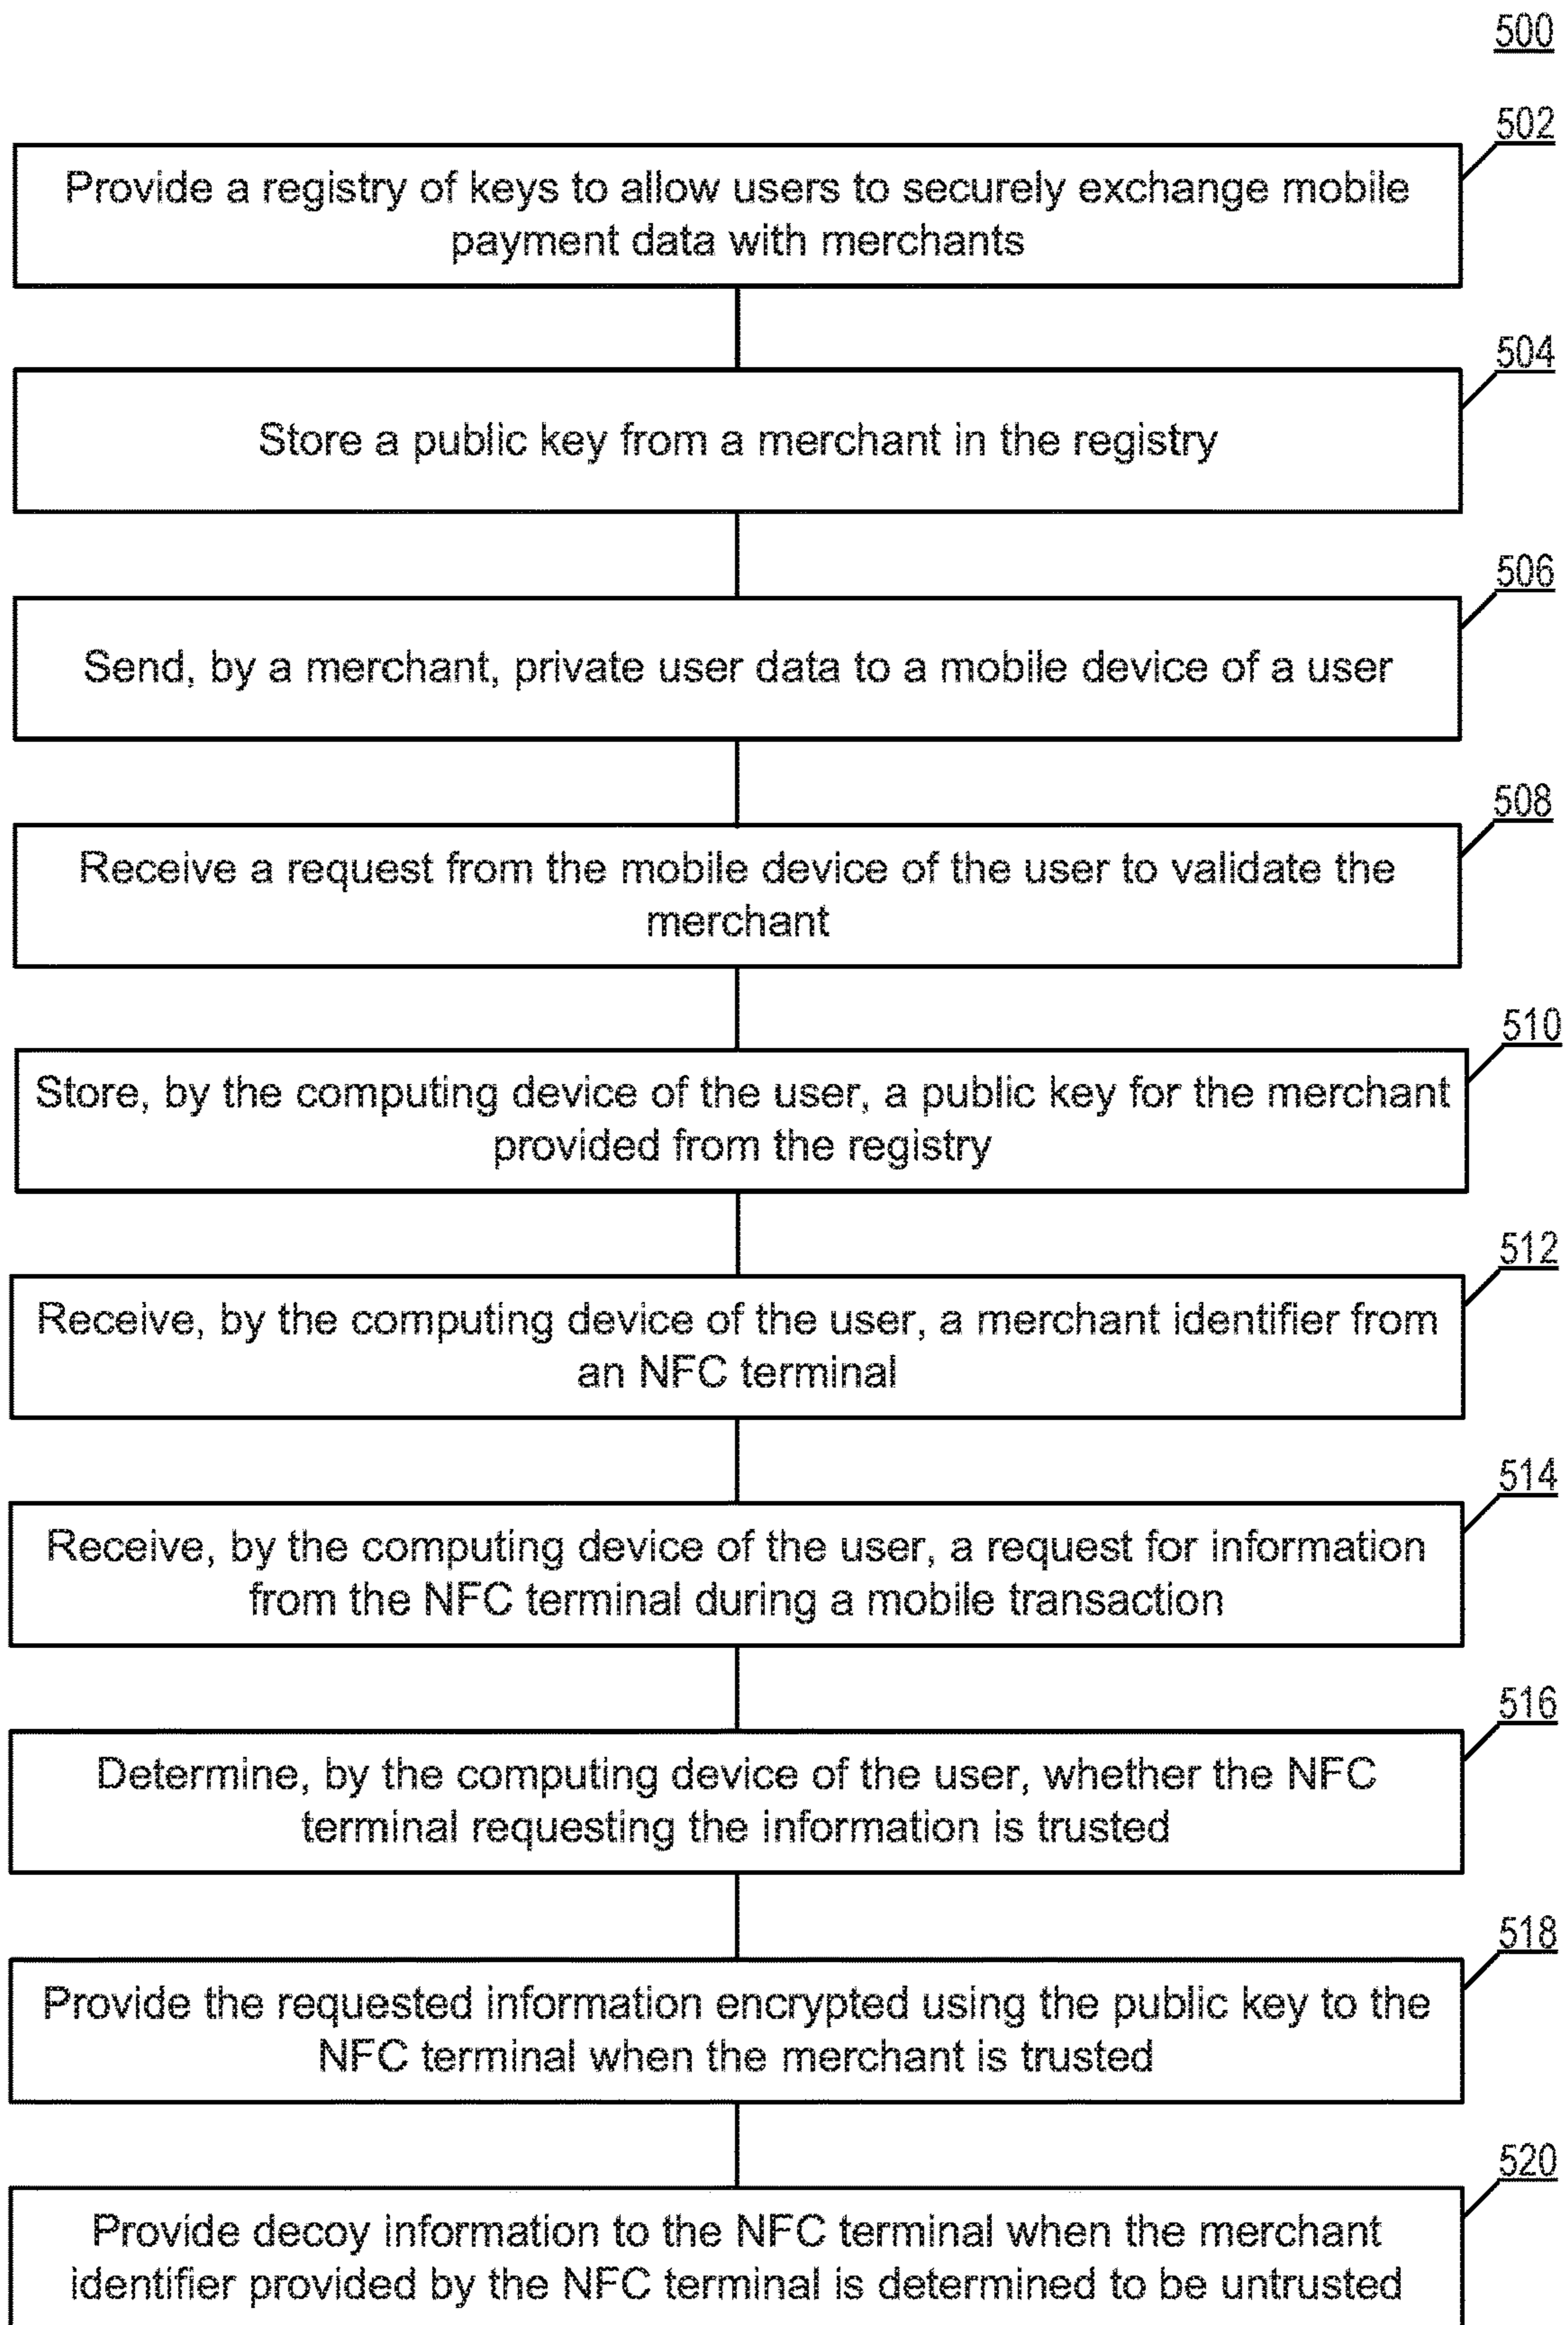 500
502
Provide a registry of keys to allow users to securely exchange mobile
payment data with merchants
504
Store a public key from a merchant in the registry
506
Send, by a merchant, private user data to a mobile device of a user
508
Receive a request from the mobile device of the user to validate the
merchant
510
Store, by the computing device of the user, a public key for the merchant
provided from the registry
512
Receive, by the computing device of the user, a merchant identifier from
an NFC terminal
514
Receive, by the computing device of the user, a request for information
from the NFC terminal during a mobile transaction
516
Determine, by the computing device of the user, whether the NFC
terminal requesting the information is trusted
518
Provide the requested information encrypted using the public key to the
NFC terminal when the merchant is trusted
520
Provide decoy information to the NFC terminal when the merchant
identifier provided by the NFC terminal is determined to be untrusted